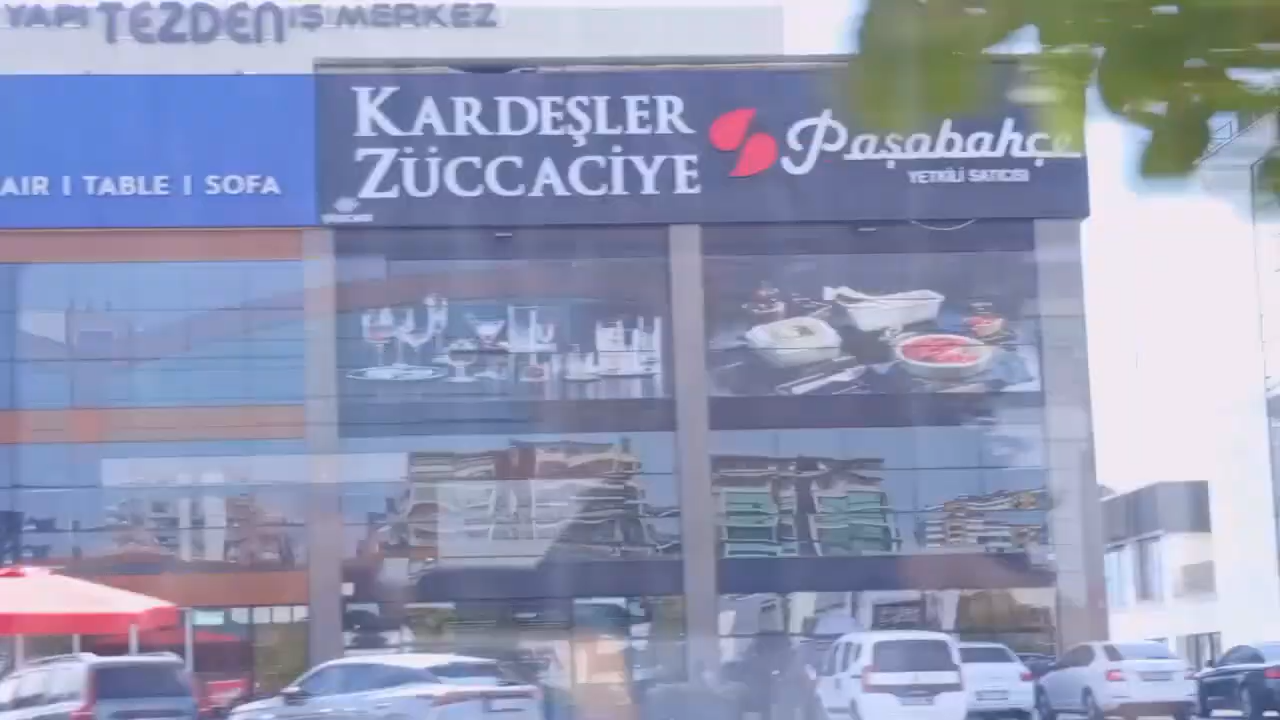 YAPI TEZDEN İŞ MERKEZ
AIR | TABLE | SOFA
KARDEŞLER
ZÜCCACİYE
Paşabahçe
YETKİLİ SATICISI